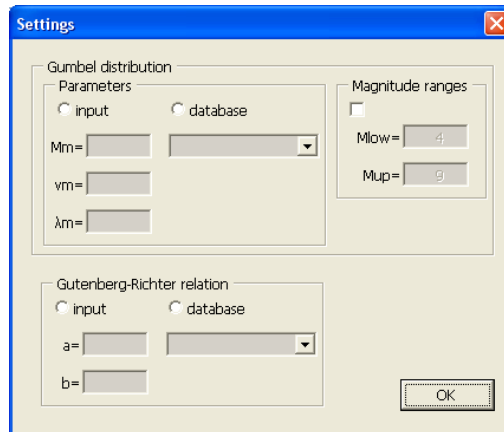 Settings
Gumbel distribution
Parameters
input
database
Mm=
νm=
λm=
Magnitude ranges
Mlow= 4
Mup= 9
Gutenberg-Richter relation
input
database
a=
b=
OK